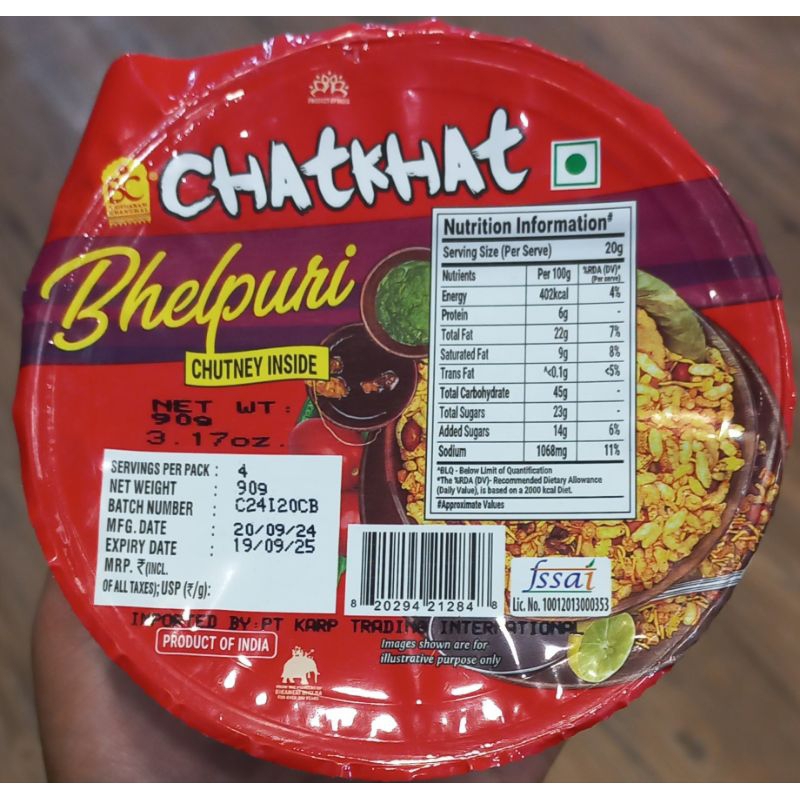 PRODUCT OF INDIA
BC
BHIKHARAM
CHANDMAL
CHATKHAT
Bhelpuri
CHUTNEY INSIDE
NET WT:
90g
3.17oz.
Nutrition Information#
Serving Size (Per Serve) 20g
Nutrients Per 100g %RDA (DV)* (Per serve)
Energy 402kcal 4%
Protein 6g -
Total Fat 22g 7%
Saturated Fat 9g 8%
Trans Fat ^<0.1g <5%
Total Carbohydrate 45g -
Total Sugars 23g -
Added Sugars 14g 6%
Sodium 1068mg 11%
^BLQ - Below Limit of Quantification
*The %RDA (DV)- Recommended Dietary Allowance
(Daily Value), is based on a 2000 kcal Diet.
#Approximate Values
SERVINGS PER PACK : 4
NET WEIGHT : 90g
BATCH NUMBER : C24I20CB
MFG. DATE : 20/09/24
EXPIRY DATE : 19/09/25
MRP. ₹(INCL.
OF ALL TAXES); USP (₹/g):
8 20294 21284 8
fssai
Lic. No. 10012013000353
IMPORTED BY:PT KARP TRADING INTERNATIONAL
PRODUCT OF INDIA
Images shown are for
illustrative purpose only